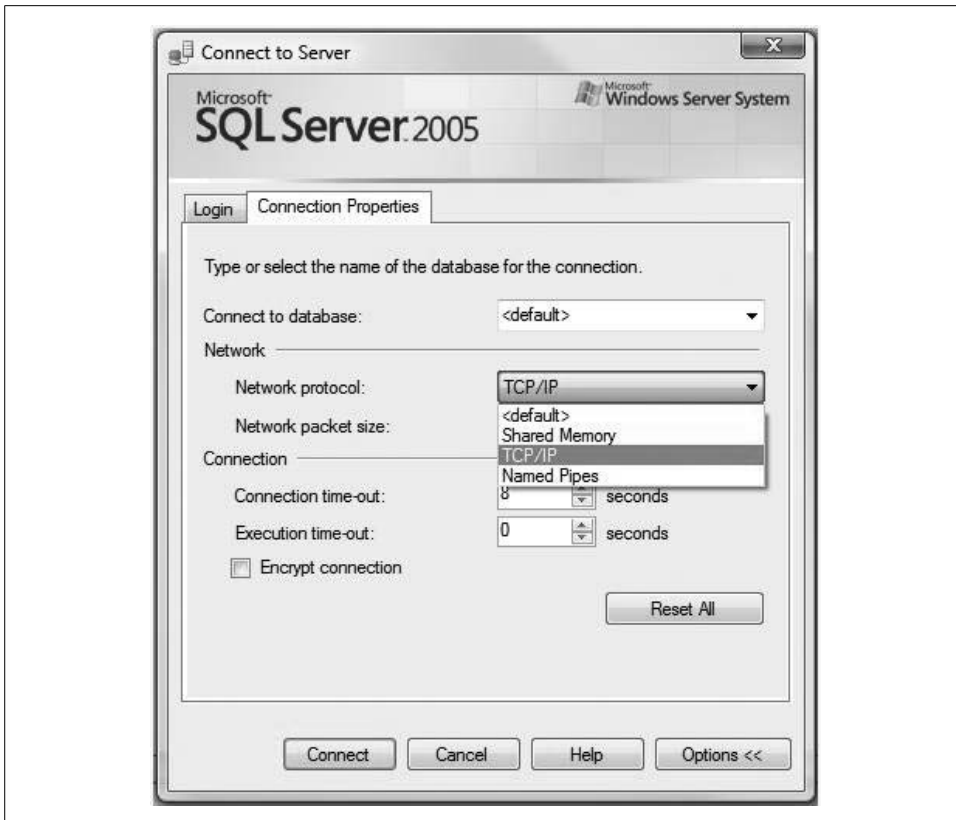 Connect to Server
Microsoft
SQL Server 2005
Microsoft
Windows Server System
Login Connection Properties
Type or select the name of the database for the connection.
Connect to database: <default>
Network
Network protocol: TCP/IP
<default>
Network packet size:
Shared Memory
Connection
TCP/IP
Named Pipes
Connection time-out: 8 seconds
Execution time-out: 0 seconds
Encrypt connection
Reset All
Connect Cancel Help Options <<